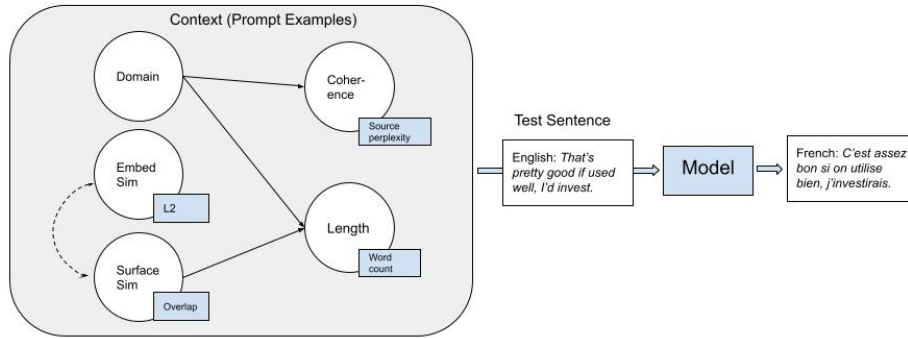 Context (Prompt Examples)
Domain
Coher-
ence
Source
perplexity
Embed
Sim
L2
Surface
Sim
Overlap
Length
Word
count
Test Sentence
English: That's
pretty good if used
well, I'd invest.
Model
French: C'est assez
bon si on utilise
bien, j'investirais.